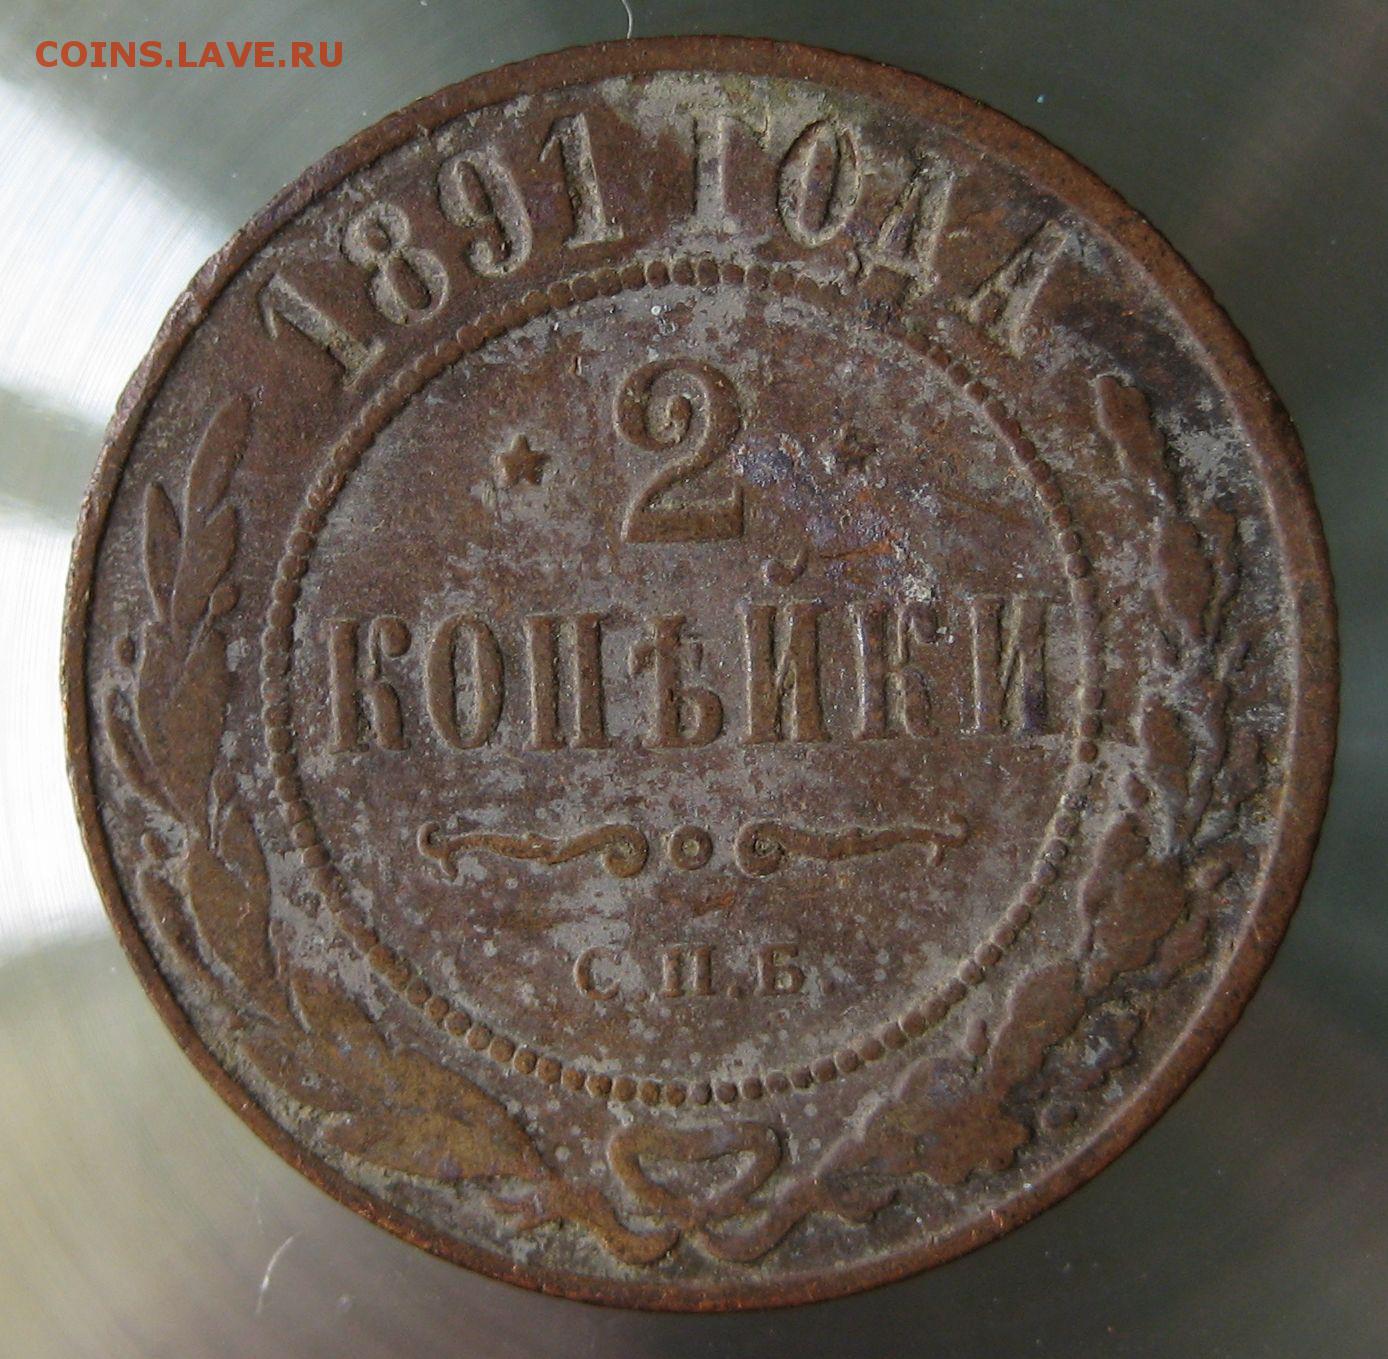 COINS.LAVE.RU
1891 ГОДА
2
КОПѢЙКИ
С.П.Б.